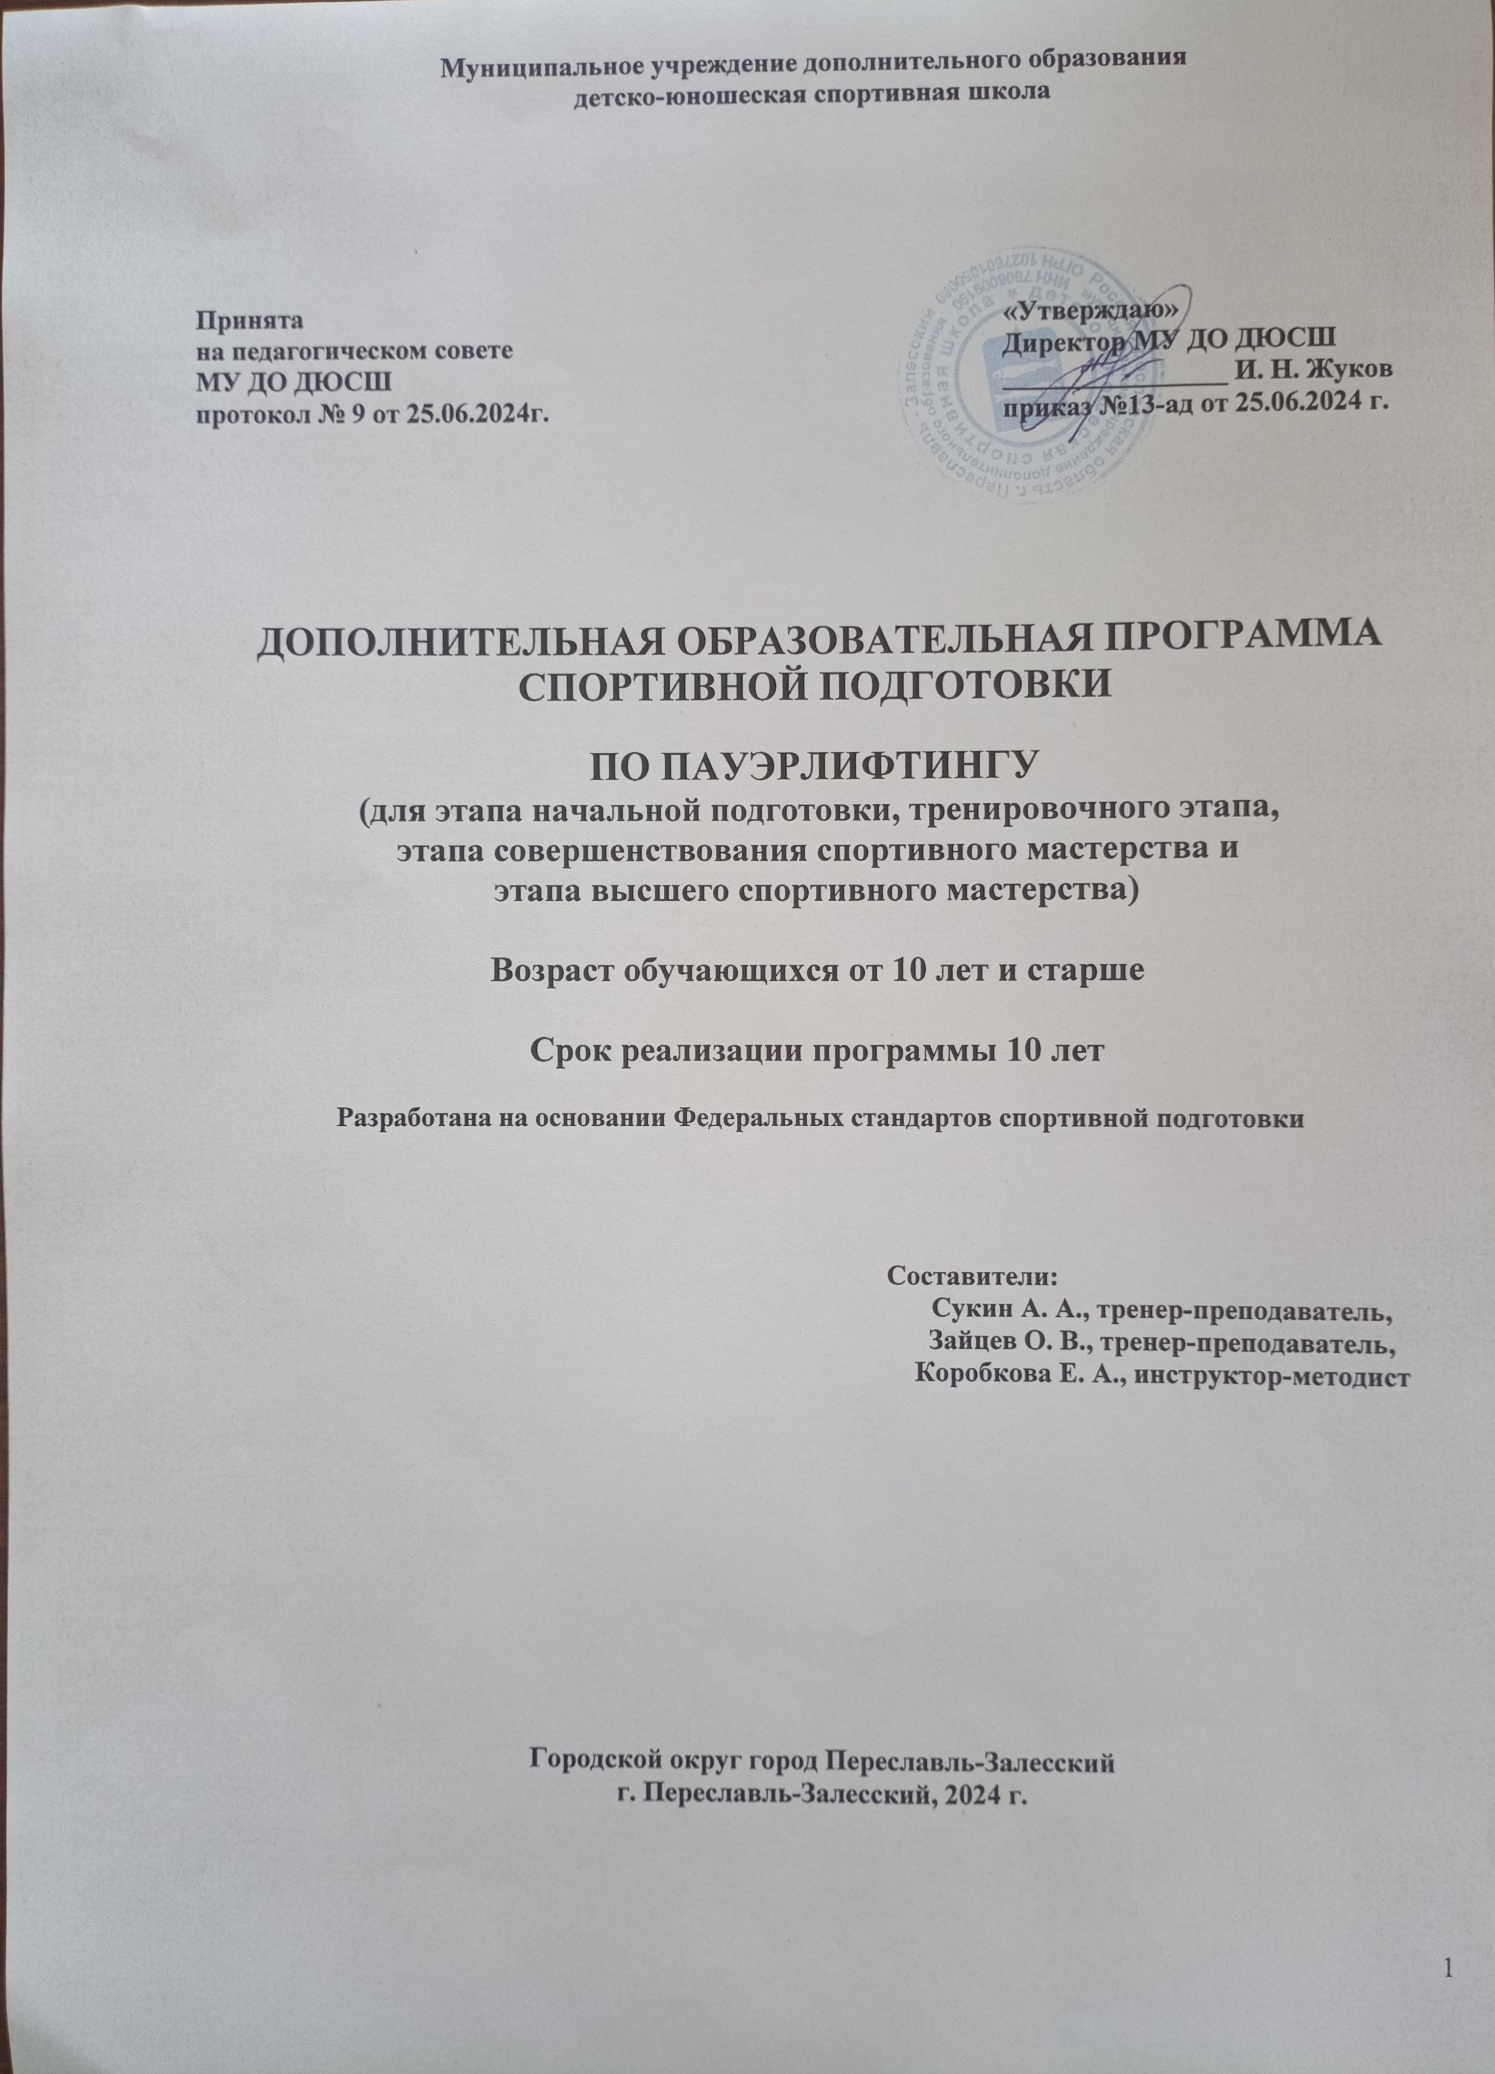 Муниципальное учреждение дополнительного образования
детско-юношеская спортивная школа
Принята
на педагогическом совете
МУ ДО ДЮСШ
протокол № 9 от 25.06.2024г.
«Утверждаю»
Директор МУ ДО ДЮСШ
И. Н. Жуков
приказ №13-ад от 25.06.2024 г.
ДОПОЛНИТЕЛЬНАЯ ОБРАЗОВАТЕЛЬНАЯ ПРОГРАММА
СПОРТИВНОЙ ПОДГОТОВКИ
ПО ПАУЭРЛИФТИНГУ
(для этапа начальной подготовки, тренировочного этапа,
этапа совершенствования спортивного мастерства и
этапа высшего спортивного мастерства)
Возраст обучающихся от 10 лет и старше
Срок реализации программы 10 лет
Разработана на основании Федеральных стандартов спортивной подготовки
Составители:
Сукин А. А., тренер-преподаватель,
Зайцев О. В., тренер-преподаватель,
Коробкова Е. А., инструктор-методист
Городской округ город Переславль-Залесский
г. Переславль-Залесский, 2024 г.
1